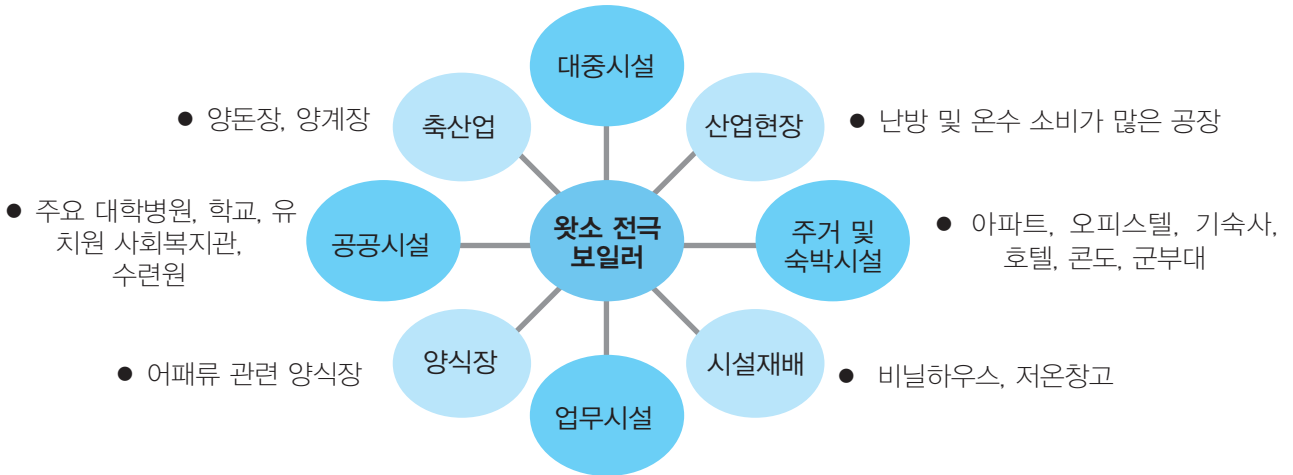 대중시설
● 양돈장, 양계장
축산업
산업현장
● 난방 및 온수 소비가 많은 공장
● 주요 대학병원, 학교, 유
치원 사회복지관,
수련원
공공시설
왓소 전극
보일러
주거 및
숙박시설
● 아파트, 오피스텔, 기숙사,
호텔, 콘도, 군부대
● 어패류 관련 양식장
양식장
업무시설
시설재배
● 비닐하우스, 저온창고